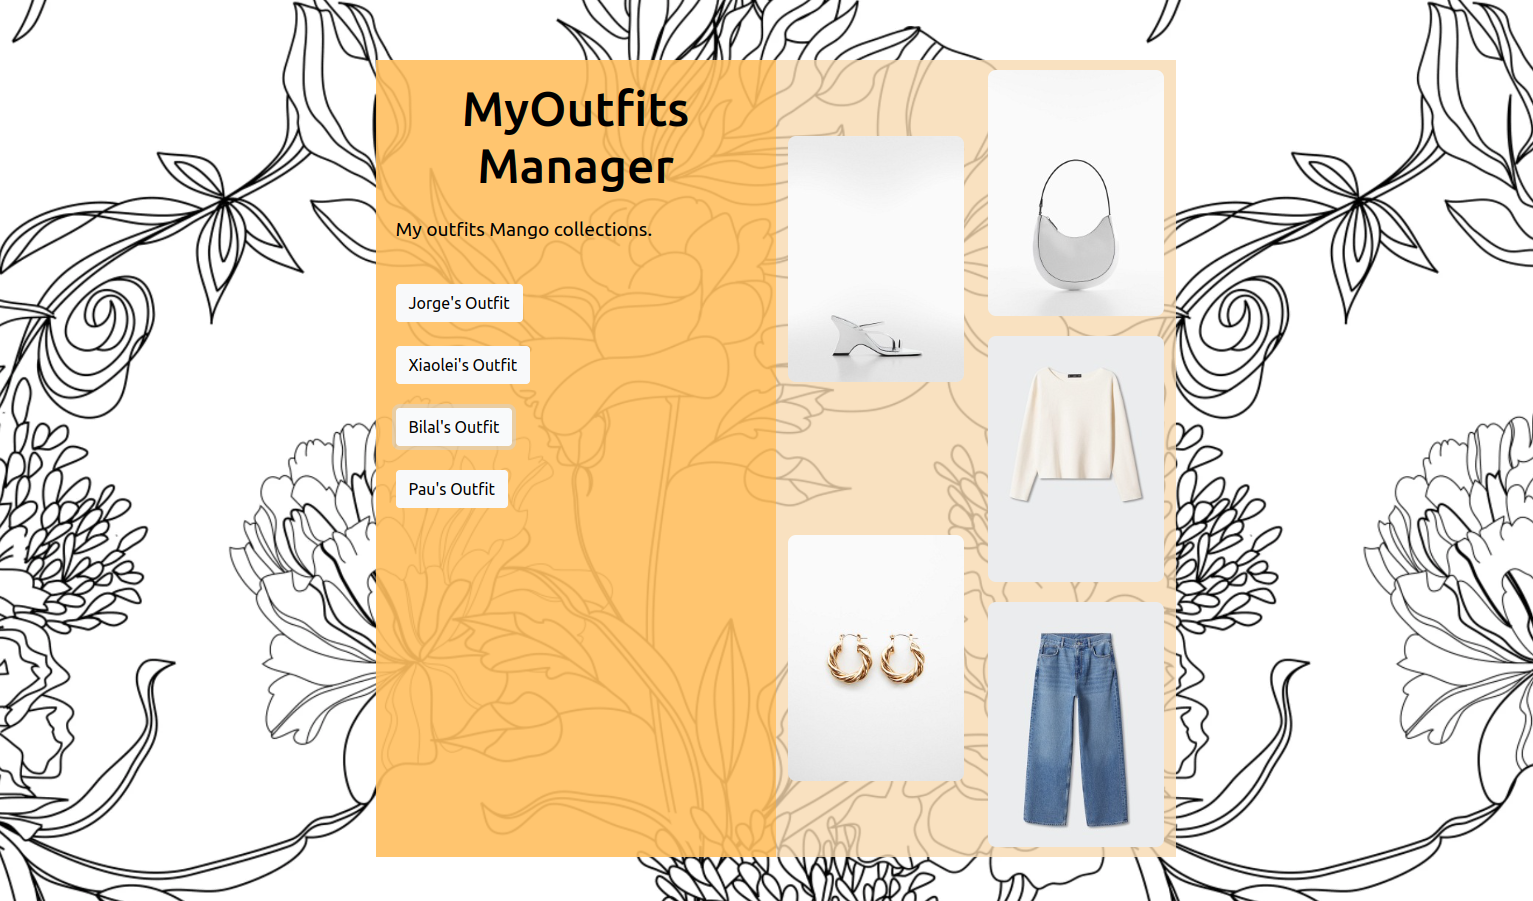 MyOutfits
Manager
My outfits Mango collections.
Jorge's Outfit
Xiaolei's Outfit
Bilal's Outfit
Pau's Outfit